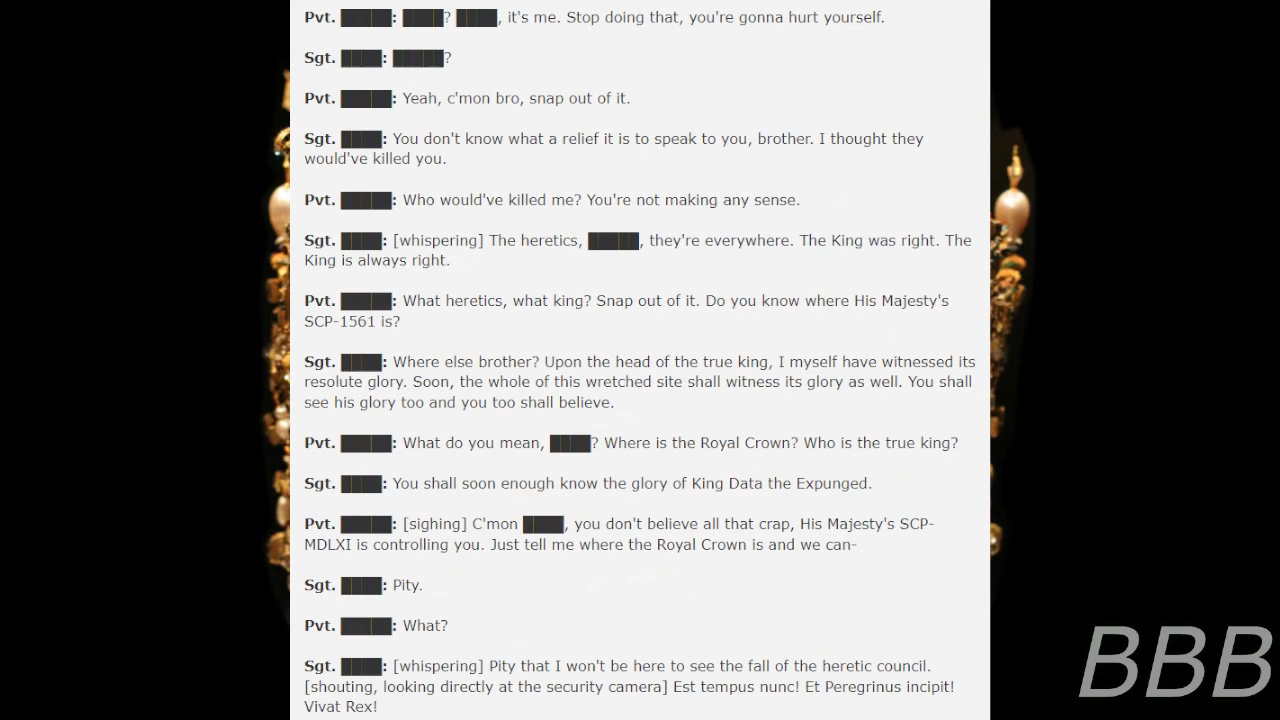 Pvt. █████: ████? ████, it's me. Stop doing that, you're gonna hurt yourself.
Sgt. ████: █████?
Pvt. █████: Yeah, c'mon bro, snap out of it.
Sgt. ████: You don't know what a relief it is to speak to you, brother. I thought they
would've killed you.
Pvt. █████: Who would've killed me? You're not making any sense.
Sgt. ████: [whispering] The heretics, █████, they're everywhere. The King was right. The
King is always right.
Pvt. █████: What heretics, what king? Snap out of it. Do you know where His Majesty's
SCP-1561 is?
Sgt. ████: Where else brother? Upon the head of the true king, I myself have witnessed its
resolute glory. Soon, the whole of this wretched site shall witness its glory as well. You shall
see his glory too and you too shall believe.
Pvt. █████: What do you mean, ████? Where is the Royal Crown? Who is the true king?
Sgt. ████: You shall soon enough know the glory of King Data the Expunged.
Pvt. █████: [sighing] C'mon ████, you don't believe all that crap, His Majesty's SCP-
MDLXI is controlling you. Just tell me where the Royal Crown is and we can-
Sgt. ████: Pity.
Pvt. █████: What?
Sgt. ████: [whispering] Pity that I won't be here to see the fall of the heretic council.
[shouting, looking directly at the security camera] Est tempus nunc! Et Peregrinus incipit!
Vivat Rex!
BBB